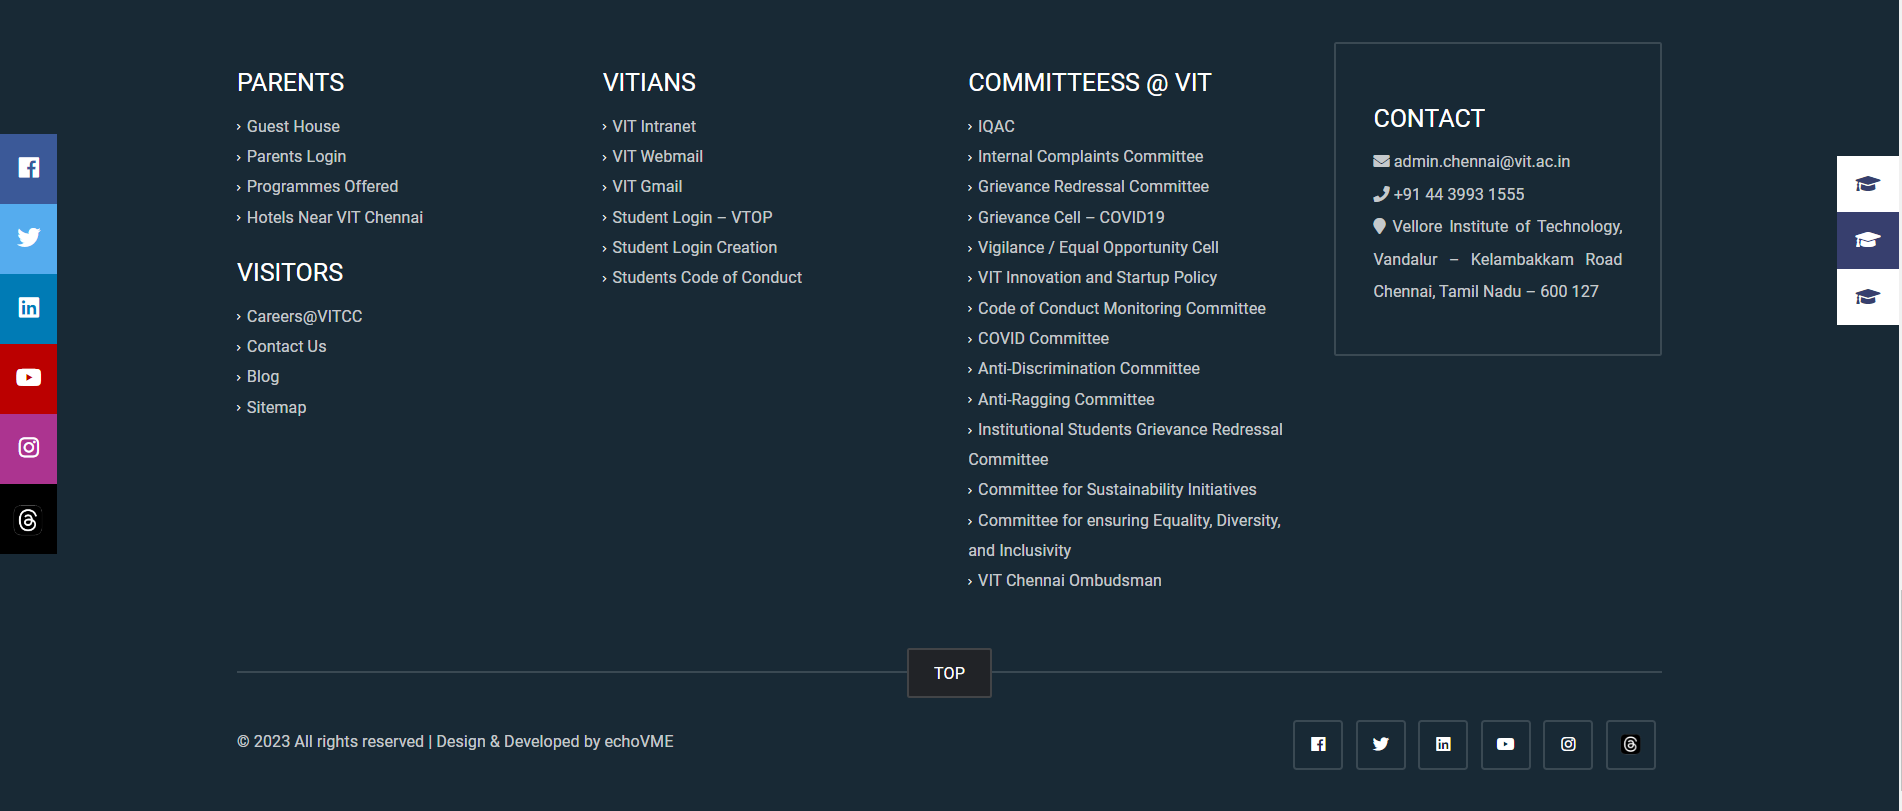 PARENTS
Guest House
Parents Login
Programmes Offered
Hotels Near VIT Chennai
VISITORS
Careers@VITCC
Contact Us
Blog
Sitemap
VITIANS
VIT Intranet
VIT Webmail
VIT Gmail
Student Login – VTOP
Student Login Creation
Students Code of Conduct
COMMITTEESS @ VIT
IQAC
Internal Complaints Committee
Grievance Redressal Committee
Grievance Cell – COVID19
Vigilance / Equal Opportunity Cell
VIT Innovation and Startup Policy
Code of Conduct Monitoring Committee
COVID Committee
Anti-Discrimination Committee
Anti-Ragging Committee
Institutional Students Grievance Redressal
Committee
Committee for Sustainability Initiatives
Committee for ensuring Equality, Diversity,
and Inclusivity
VIT Chennai Ombudsman
CONTACT
admin.chennai@vit.ac.in
+91 44 3993 1555
Vellore Institute of Technology,
Vandalur – Kelambakkam Road
Chennai, Tamil Nadu – 600 127
TOP
© 2023 All rights reserved | Design & Developed by echoVME